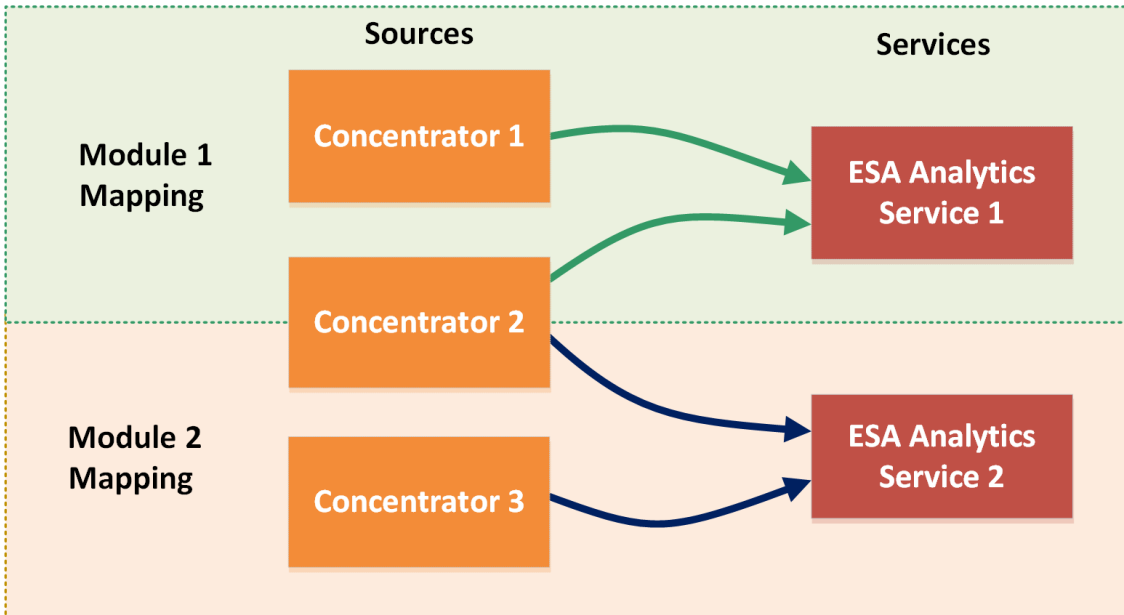 Sources
Services
Module 1
Mapping
Concentrator 1
ESA Analytics
Service 1
Concentrator 2
Module 2
Mapping
Concentrator 3
ESA Analytics
Service 2